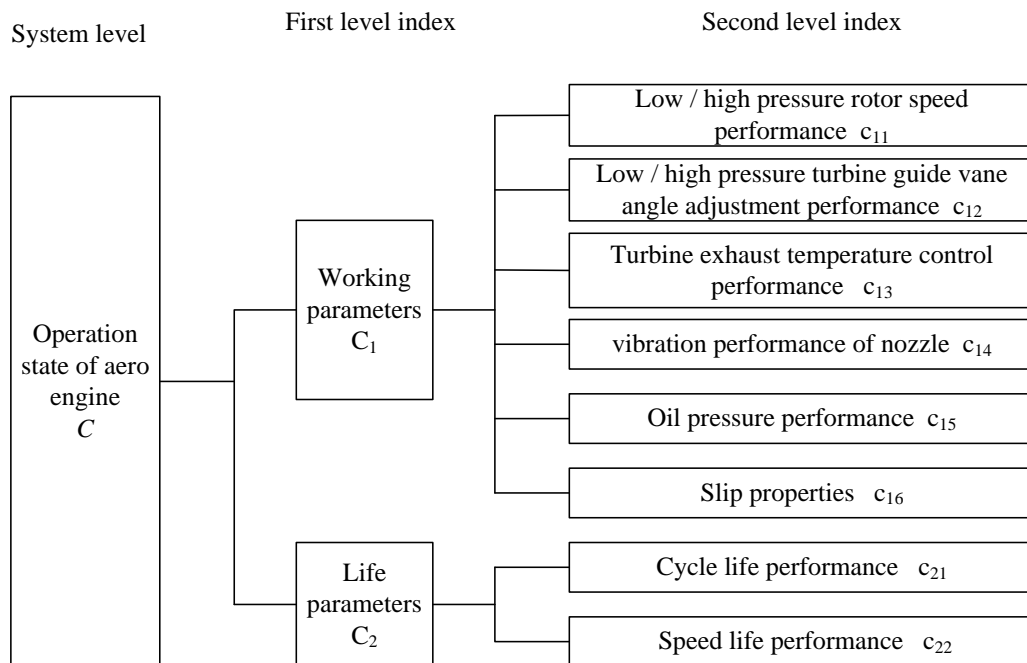 System level
First level index
Second level index
Operation
state of aero
engine
C
Working
parameters
C₁
Life
parameters
C₂
Low / high pressure rotor speed
performance c₁₁
Low / high pressure turbine guide vane
angle adjustment performance c₁₂
Turbine exhaust temperature control
performance c₁₃
vibration performance of nozzle c₁₄
Oil pressure performance c₁₅
Slip properties c₁₆
Cycle life performance c₂₁
Speed life performance c₂₂